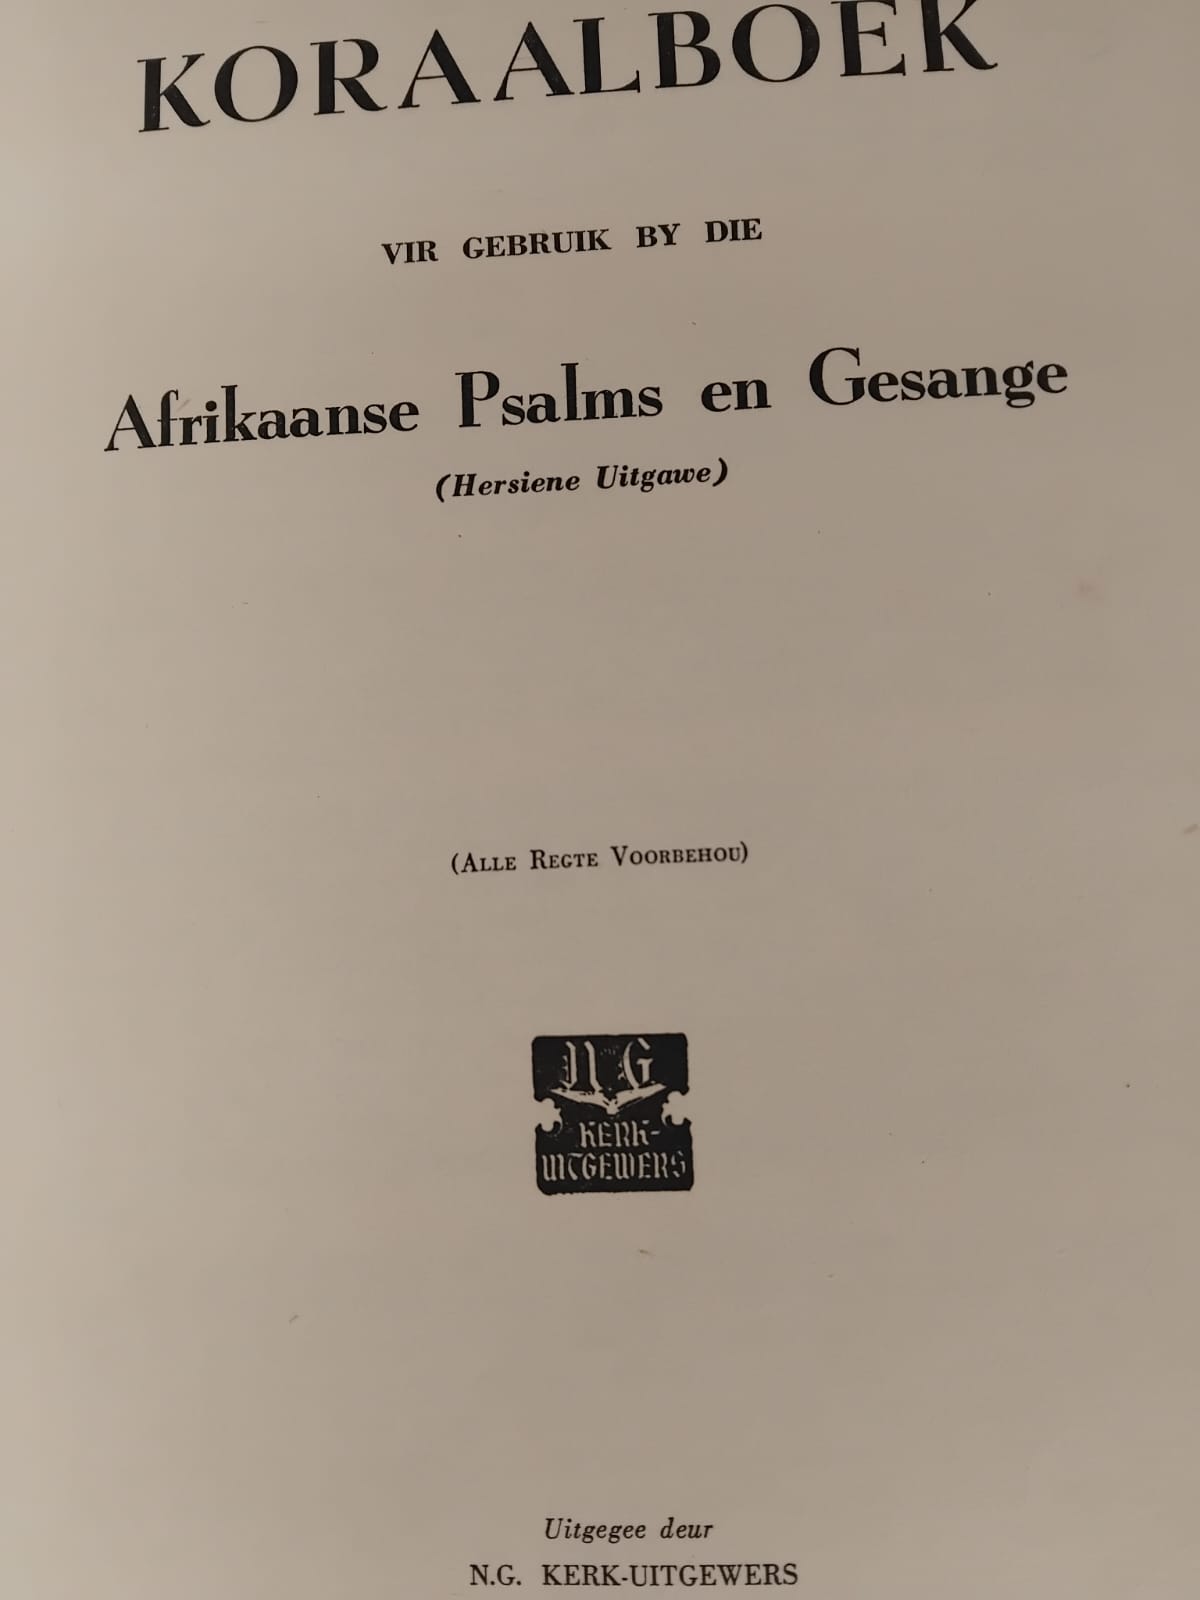 KORAALBOEK
VIR GEBRUIK BY DIE
Afrikaanse Psalms en Gesange
(Hersiene Uitgawe)
(ALLE REGTE VOORBEHOU)
NG
KERK-
UITGEWERS
Uitgegee deur
N.G. KERK-UITGEWERS